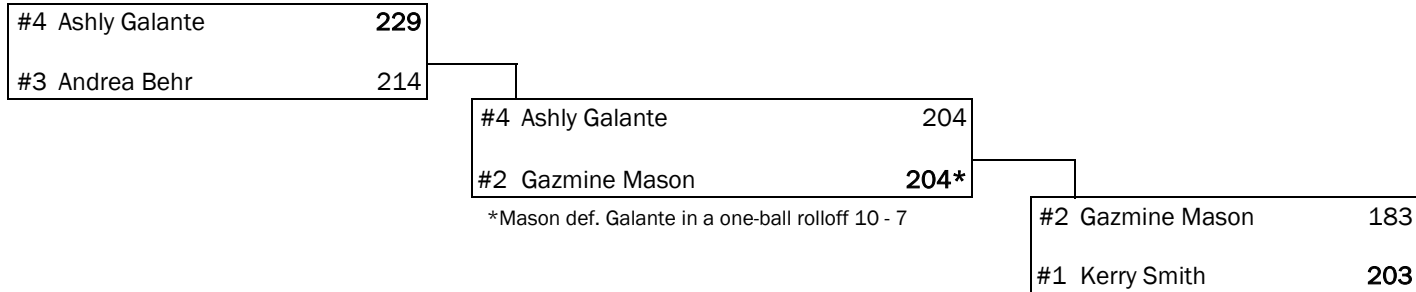 #4 Ashly Galante 229
#3 Andrea Behr 214
#4 Ashly Galante 204
#2 Gazmine Mason 204*
*Mason def. Galante in a one-ball rolloff 10 - 7
#2 Gazmine Mason 183
#1 Kerry Smith 203